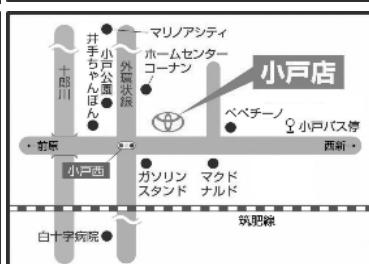 マリノアシティ
井手ちゃんぽん
小戸公園
ホームセンター
コーナン
十郎川
外環状線
小戸店
ペペチーノ
小戸バス停
・前原
西新・
小戸西
ガソリン
スタンド
マクド
ナルド
筑肥線
白十字病院